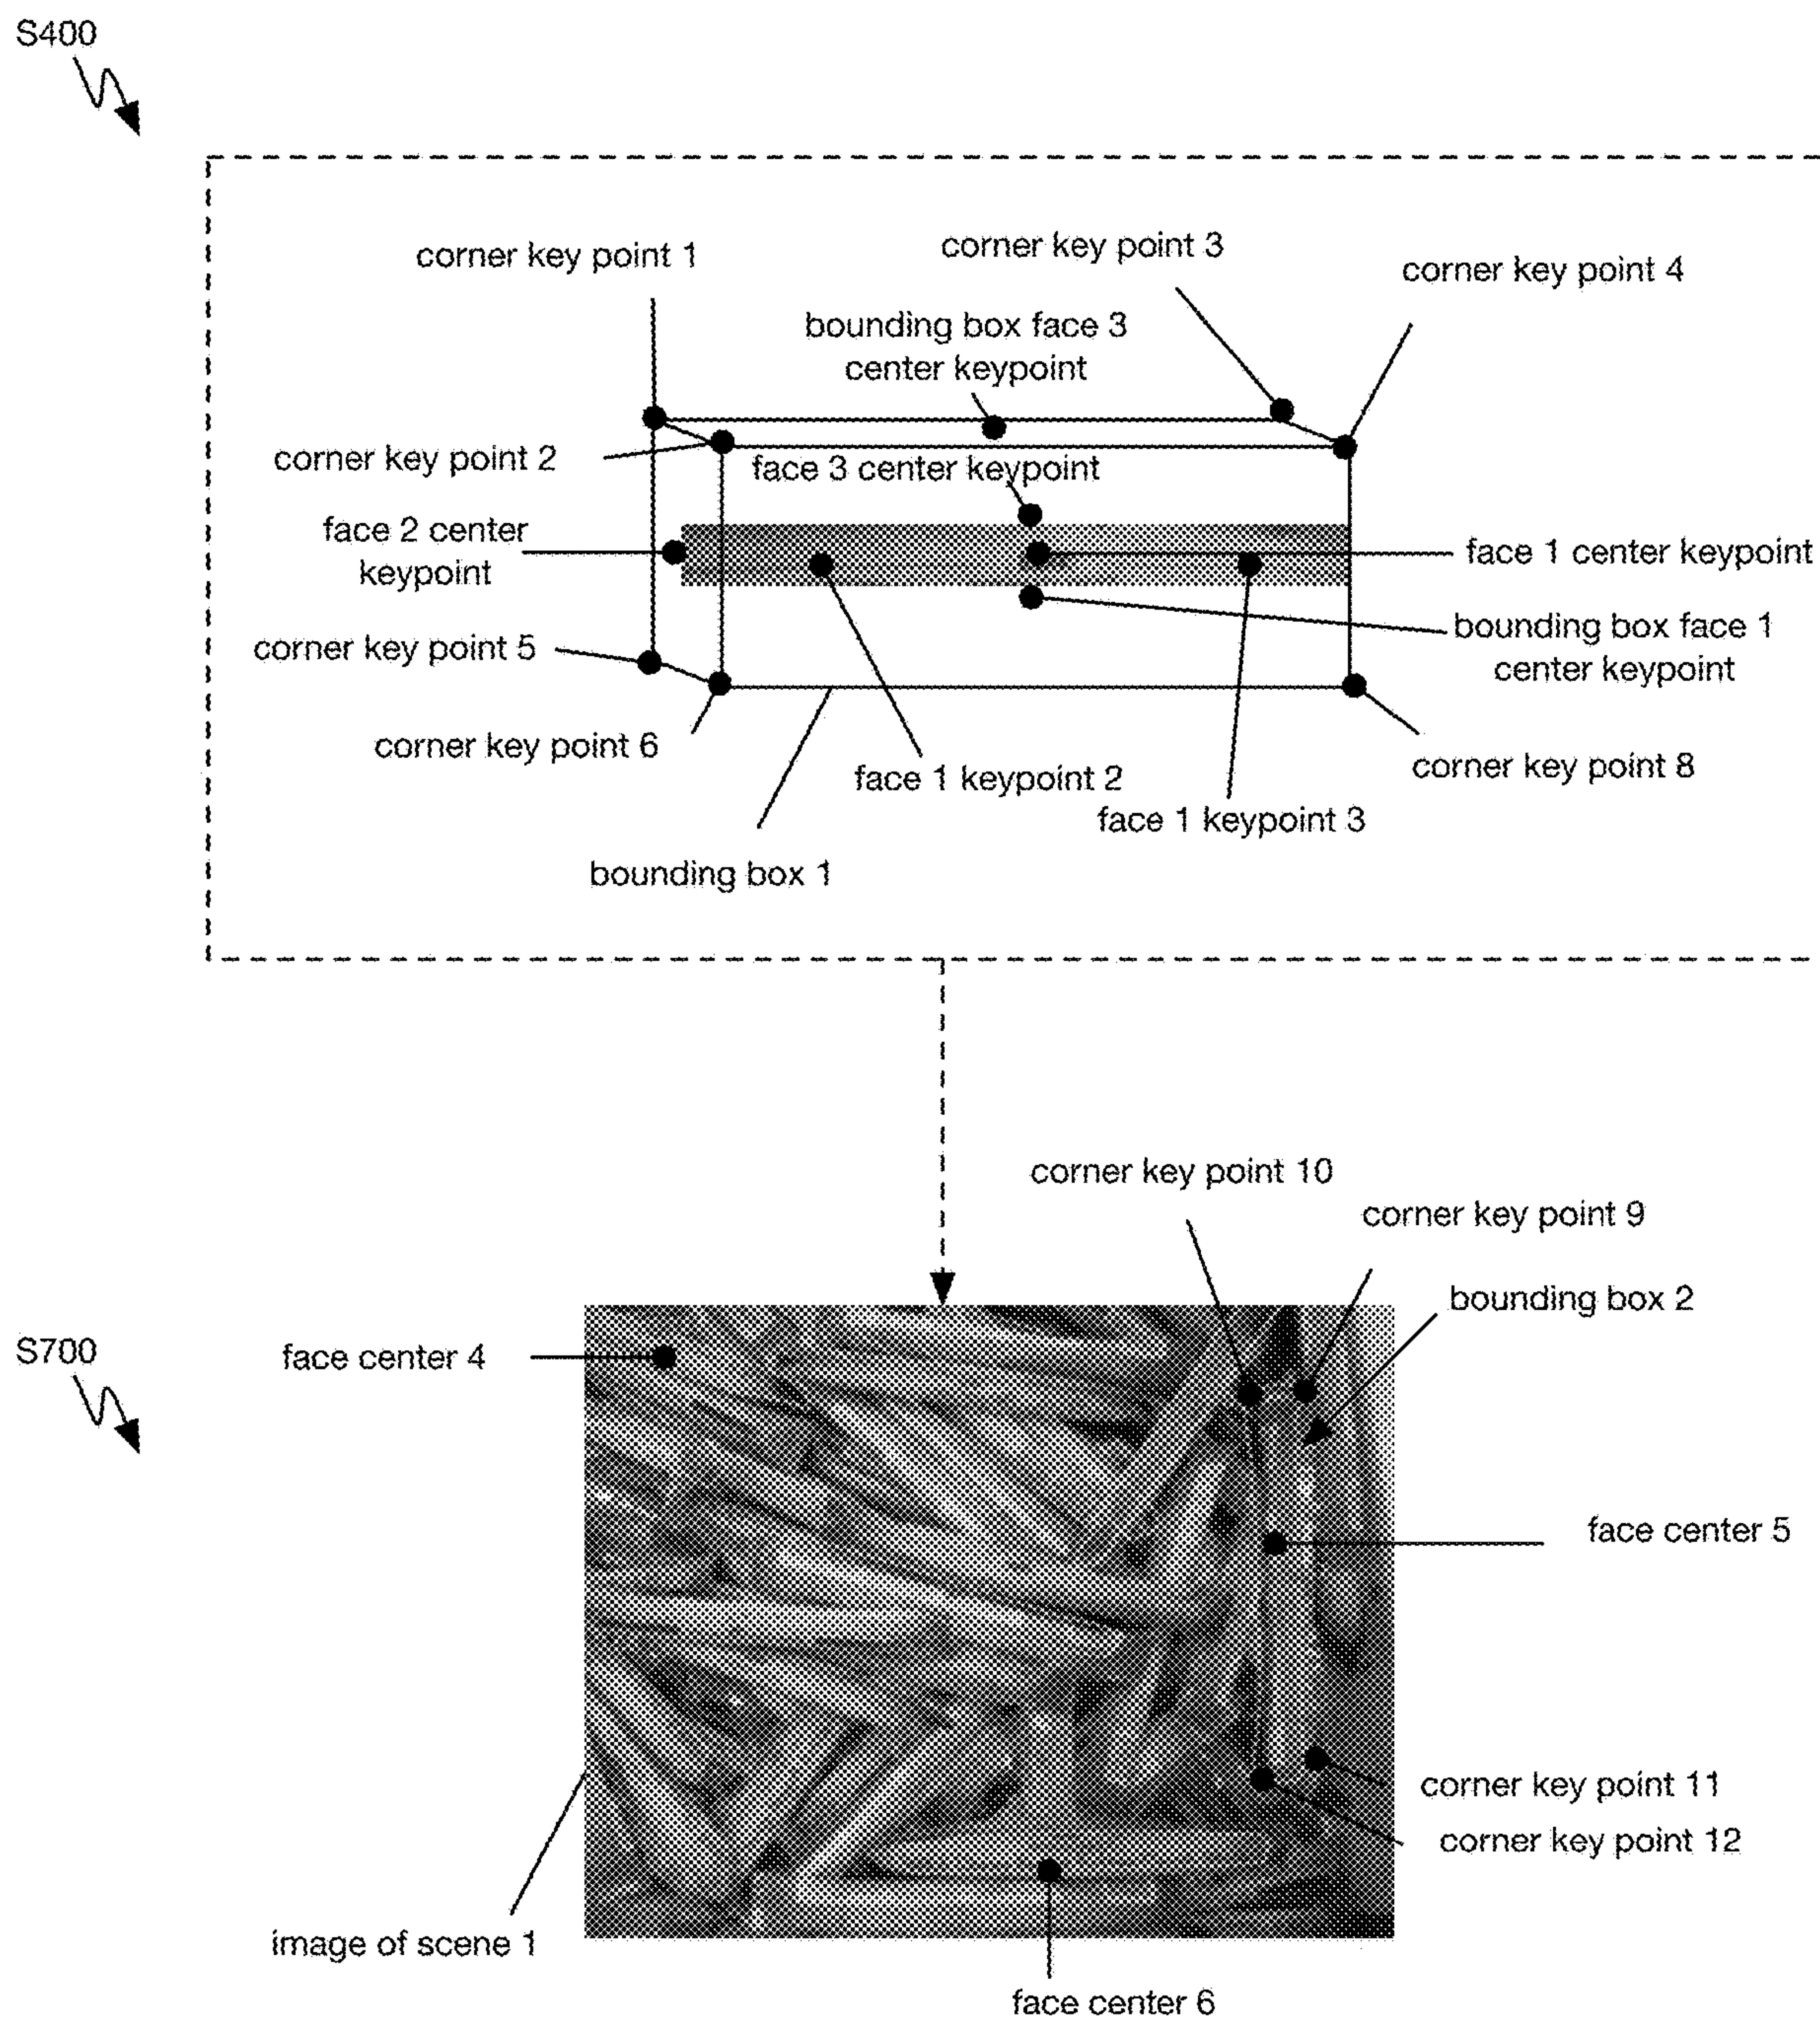 S400
corner key point 1
corner key point 3
corner key point 4
bounding box face 3
center keypoint
corner key point 2
face 3 center keypoint
face 2 center
keypoint
face 1 center keypoint
bounding box face 1
center keypoint
corner key point 5
corner key point 6
face 1 keypoint 2
corner key point 8
face 1 keypoint 3
bounding box 1
corner key point 10
corner key point 9
bounding box 2
S700
face center 4
face center 5
corner key point 11
corner key point 12
image of scene 1
face center 6